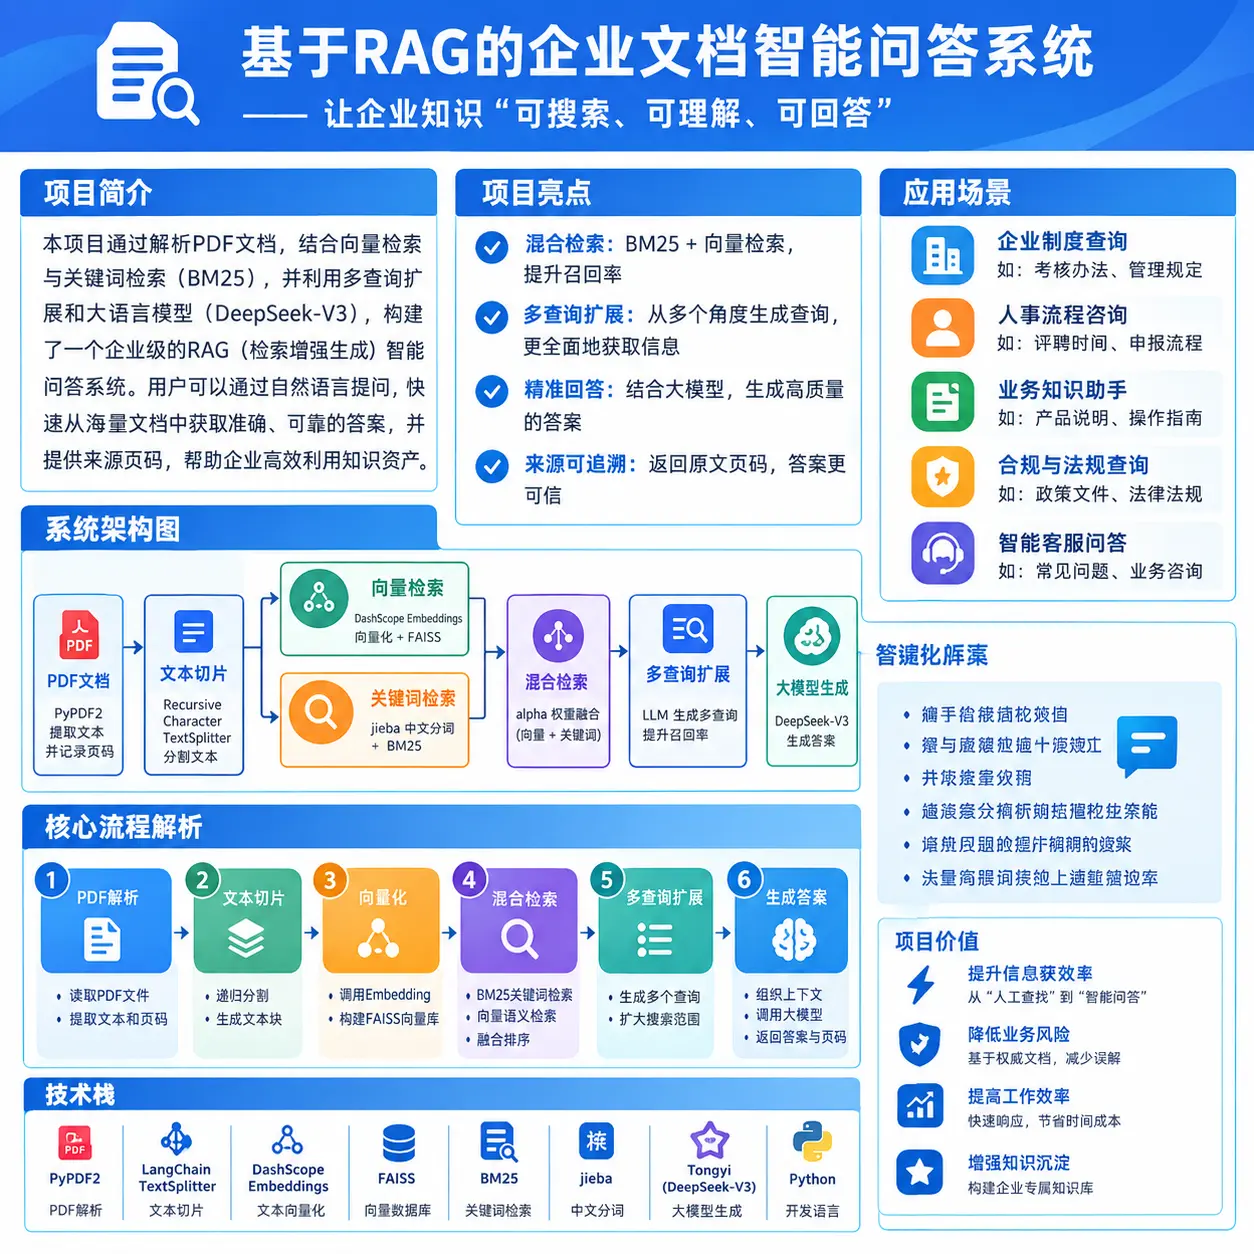 基于RAG的企业文档智能问答系统
—— 让企业知识“可搜索、可理解、可回答”
项目简介
本项目通过解析PDF文档，结合向量检索
与关键词检索（BM25），并利用多查询扩
展和大语言模型（DeepSeek-V3），构建
了一个企业级的RAG（检索增强生成）智能
问答系统。用户可以通过自然语言提问，快
速从海量文档中获取准确、可靠的答案，并
提供来源页码，帮助企业高效利用知识资产。
项目亮点
混合检索：BM25 + 向量检索，
提升召回率
多查询扩展：从多个角度生成查询，
更全面地获取信息
精准回答：结合大模型，生成高质量
的答案
来源可追溯：返回原文页码，答案更
可信
应用场景
企业制度查询
如：考核办法、管理规定
人事流程咨询
如：评聘时间、申报流程
业务知识助手
如：产品说明、操作指南
合规与法规查询
如：政策文件、法律法规
智能客服问答
如：常见问题、业务咨询
系统架构图
PDF
PDF文档
PyPDF2
提取文本
并记录页码
文本切片
Recursive
Character
TextSplitter
分割文本
向量检索
DashScope Embeddings
向量化 + FAISS
关键词检索
jieba 中文分词
+ BM25
混合检索
alpha 权重融合
(向量 + 关键词)
多查询扩展
LLM 生成多查询
提升召回率
大模型生成
DeepSeek-V3
生成答案
核心流程解析
1
PDF解析
• 读取PDF文件
• 提取文本和页码
2
文本切片
• 递归分割
• 生成文本块
3
向量化
• 调用Embedding
• 构建FAISS向量库
4
混合检索
• BM25关键词检索
• 向量语义检索
• 融合排序
5
多查询扩展
• 生成多个查询
• 扩大搜索范围
6
生成答案
• 组织上下文
• 调用大模型
• 返回答案与页码
项目价值
提升信息获效率
从“人工查找”到“智能问答”
降低业务风险
基于权威文档，减少误解
提高工作效率
快速响应，节省时间成本
增强知识沉淀
构建企业专属知识库
技术栈
PDF
PyPDF2
PDF解析
LangChain
TextSplitter
文本切片
DashScope
Embeddings
文本向量化
FAISS
向量数据库
BM25
关键词检索
jieba
中文分词
Tongyi
(DeepSeek-V3)
大模型生成
Python
开发语言